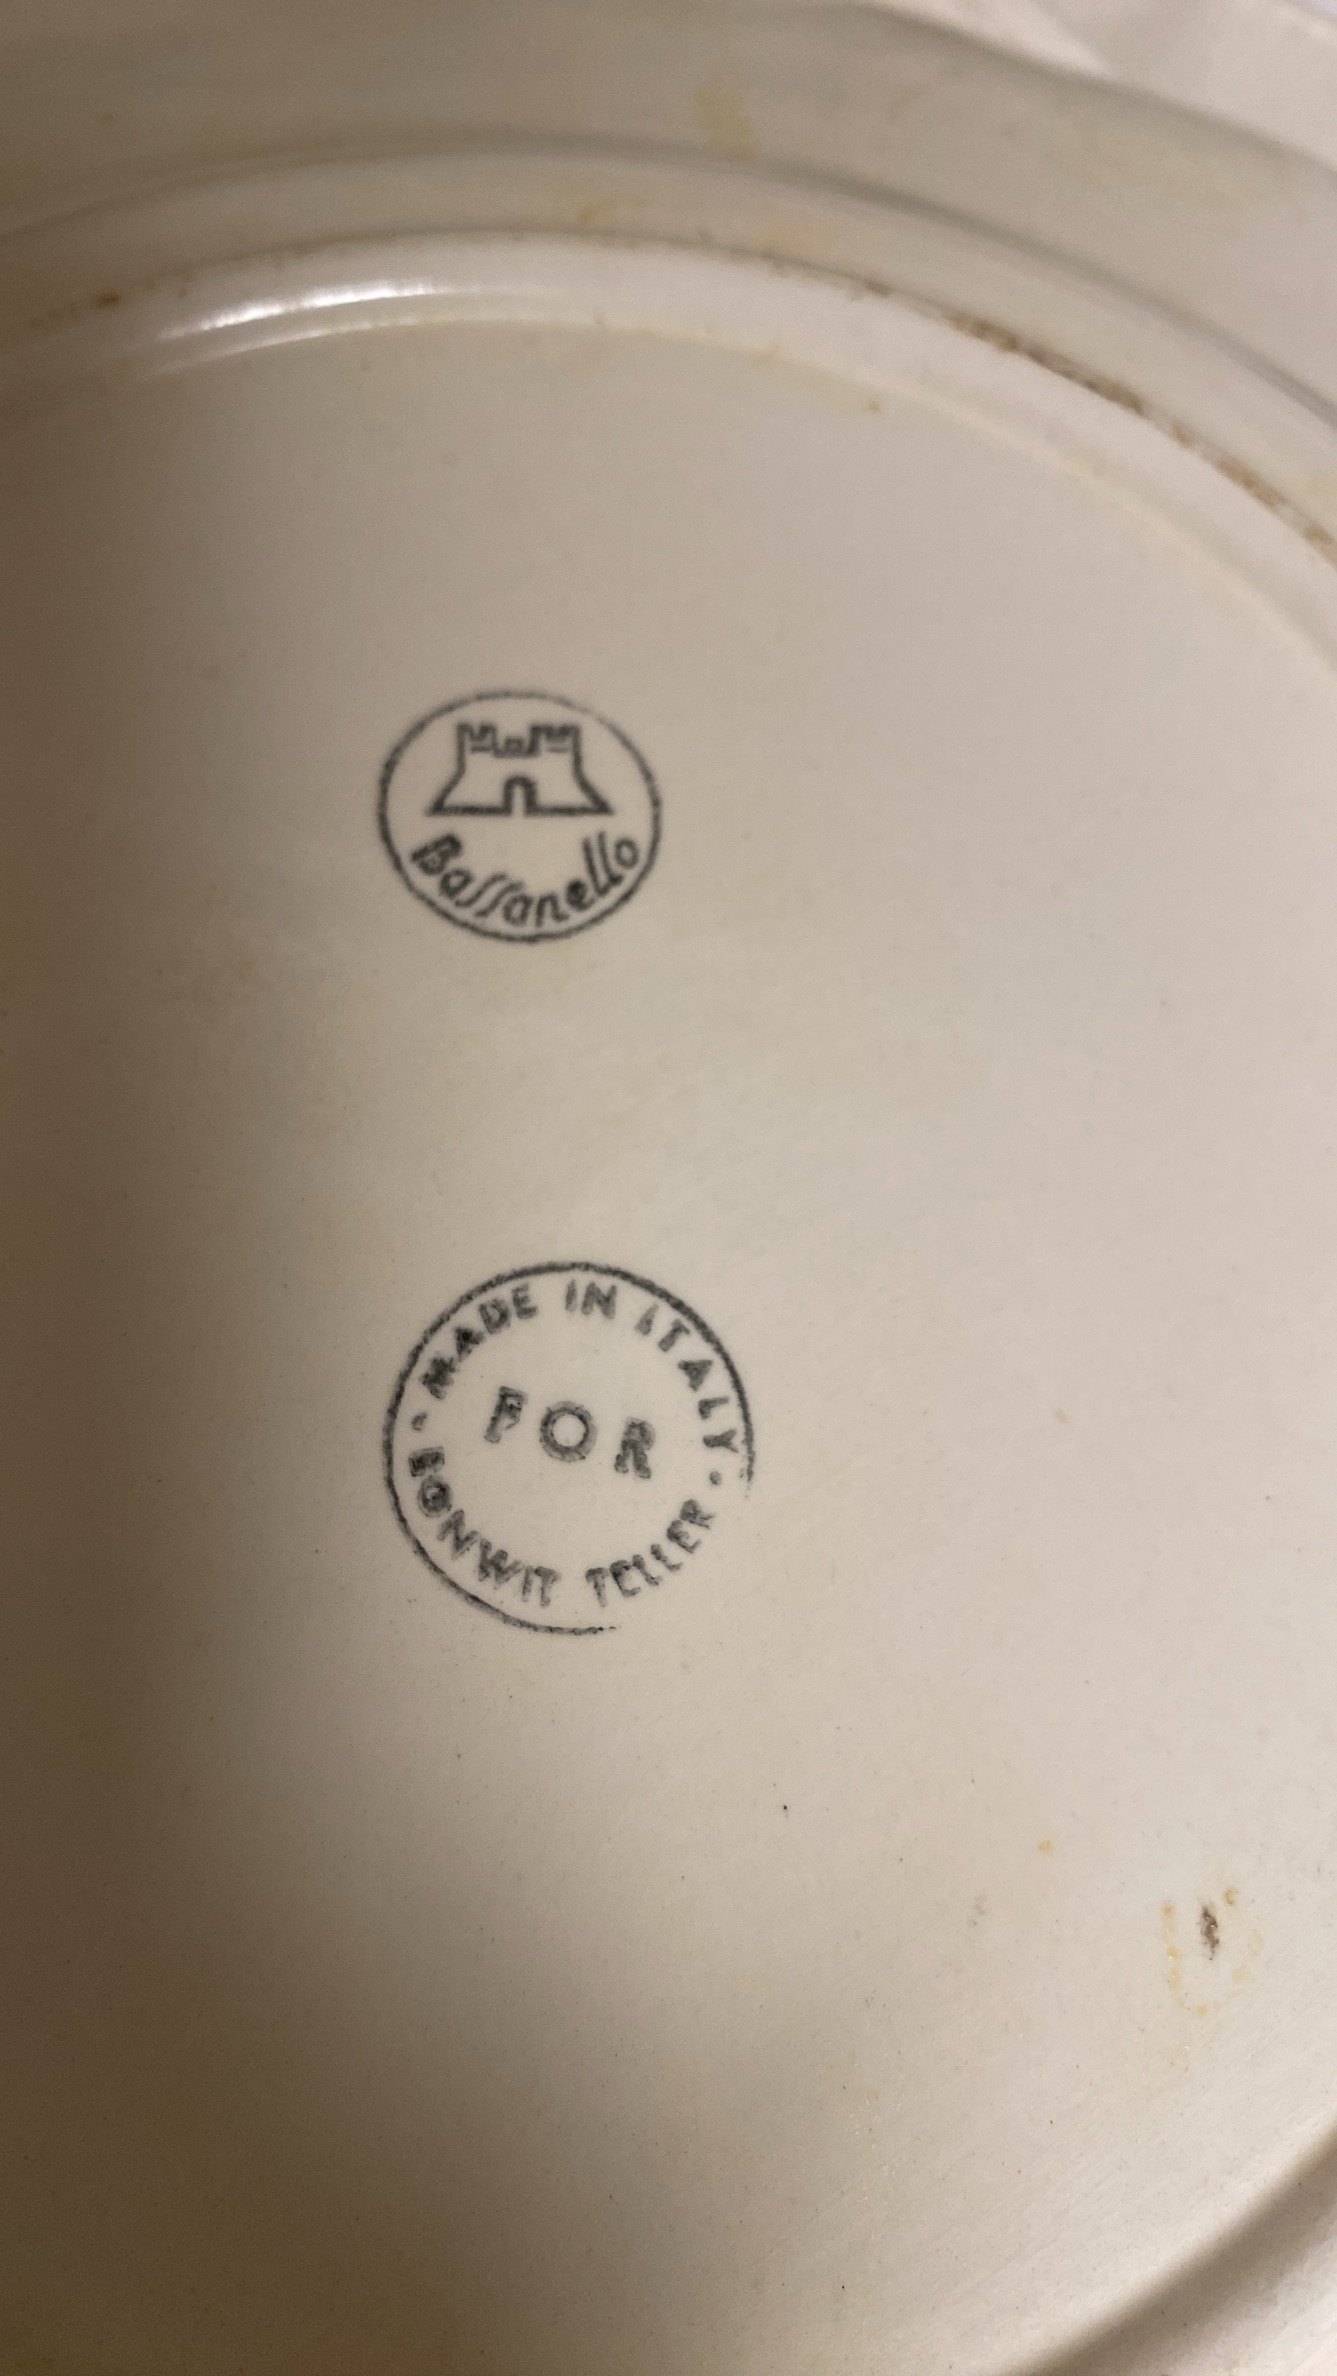 Bassanello
MADE IN ITALY
FOR
BONWIT TELLER